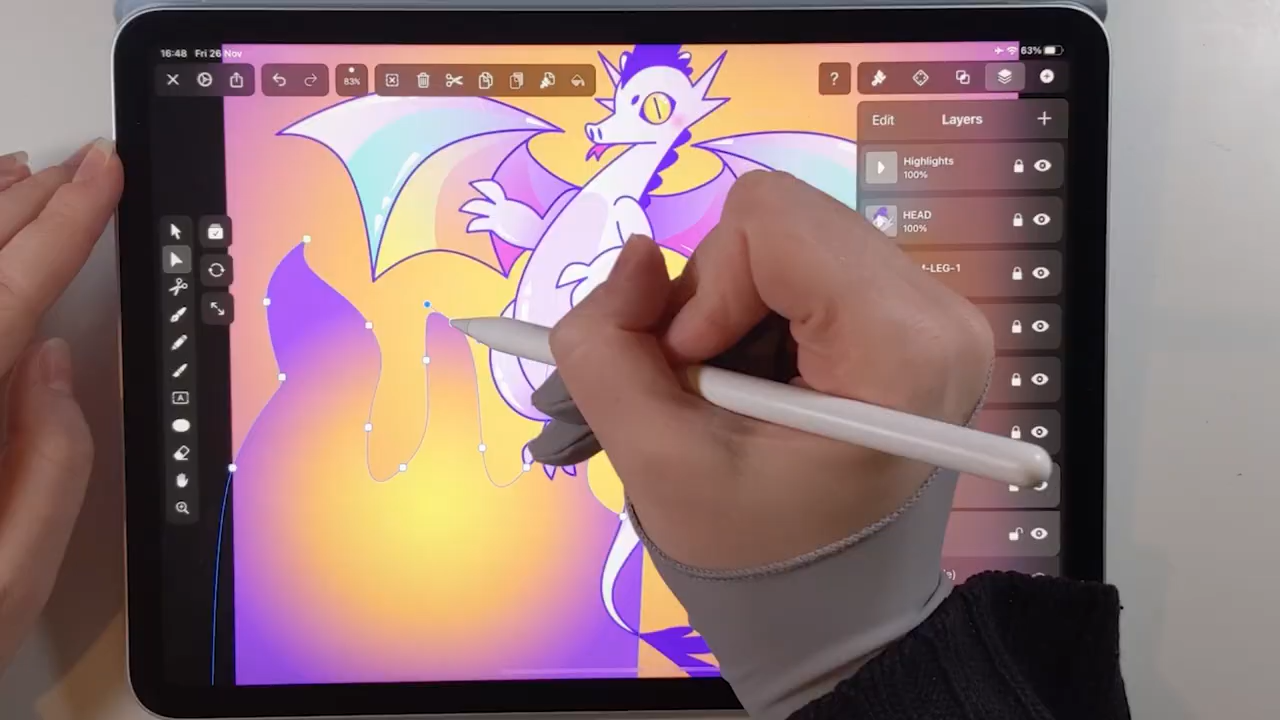 16:48 Fri 26 Nov
63%
83%
?
Edit Layers
Highlights
100%
HEAD
100%
-LEG-1
A